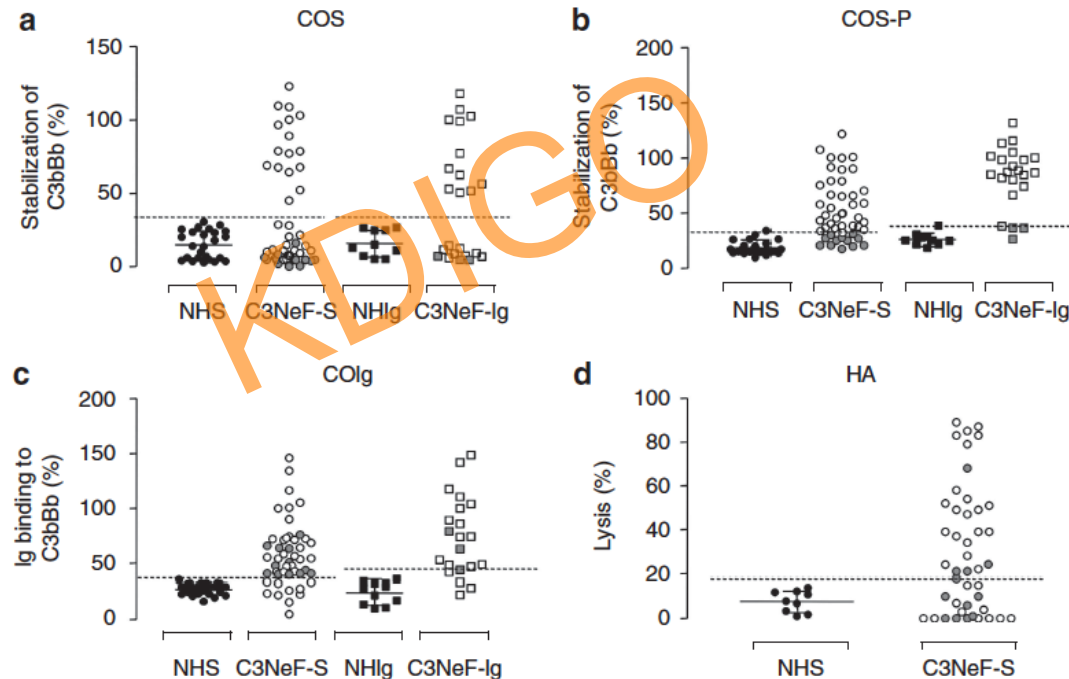 a
COS
150
100
50
0
Stabilization of
C3bBb (%)
NHS C3NeF-S NHIg C3NeF-Ig
b
COS-P
200
150
100
50
0
Stabilization of
C3bBb (%)
NHS C3NeF-S NHIg C3NeF-Ig
KDIGO
c
COIg
200
150
100
50
0
Ig binding to
C3bBb (%)
NHS C3NeF-S NHIg C3NeF-Ig
d
HA
100
80
60
40
20
0
Lysis (%)
NHS C3NeF-S